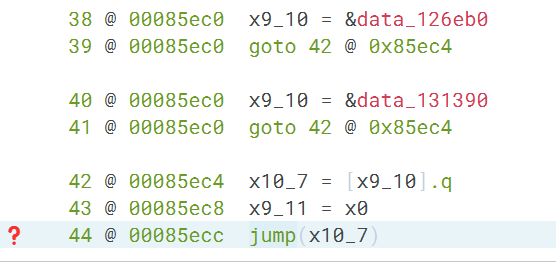 38 @ 00085ec0 x9_10 = &data_126eb0
39 @ 00085ec0 goto 42 @ 0x85ec4
40 @ 00085ec0 x9_10 = &data_131390
41 @ 00085ec0 goto 42 @ 0x85ec4
42 @ 00085ec4 x10_7 = [x9_10].q
43 @ 00085ec8 x9_11 = x0
? 44 @ 00085ecc jump(x10_7)